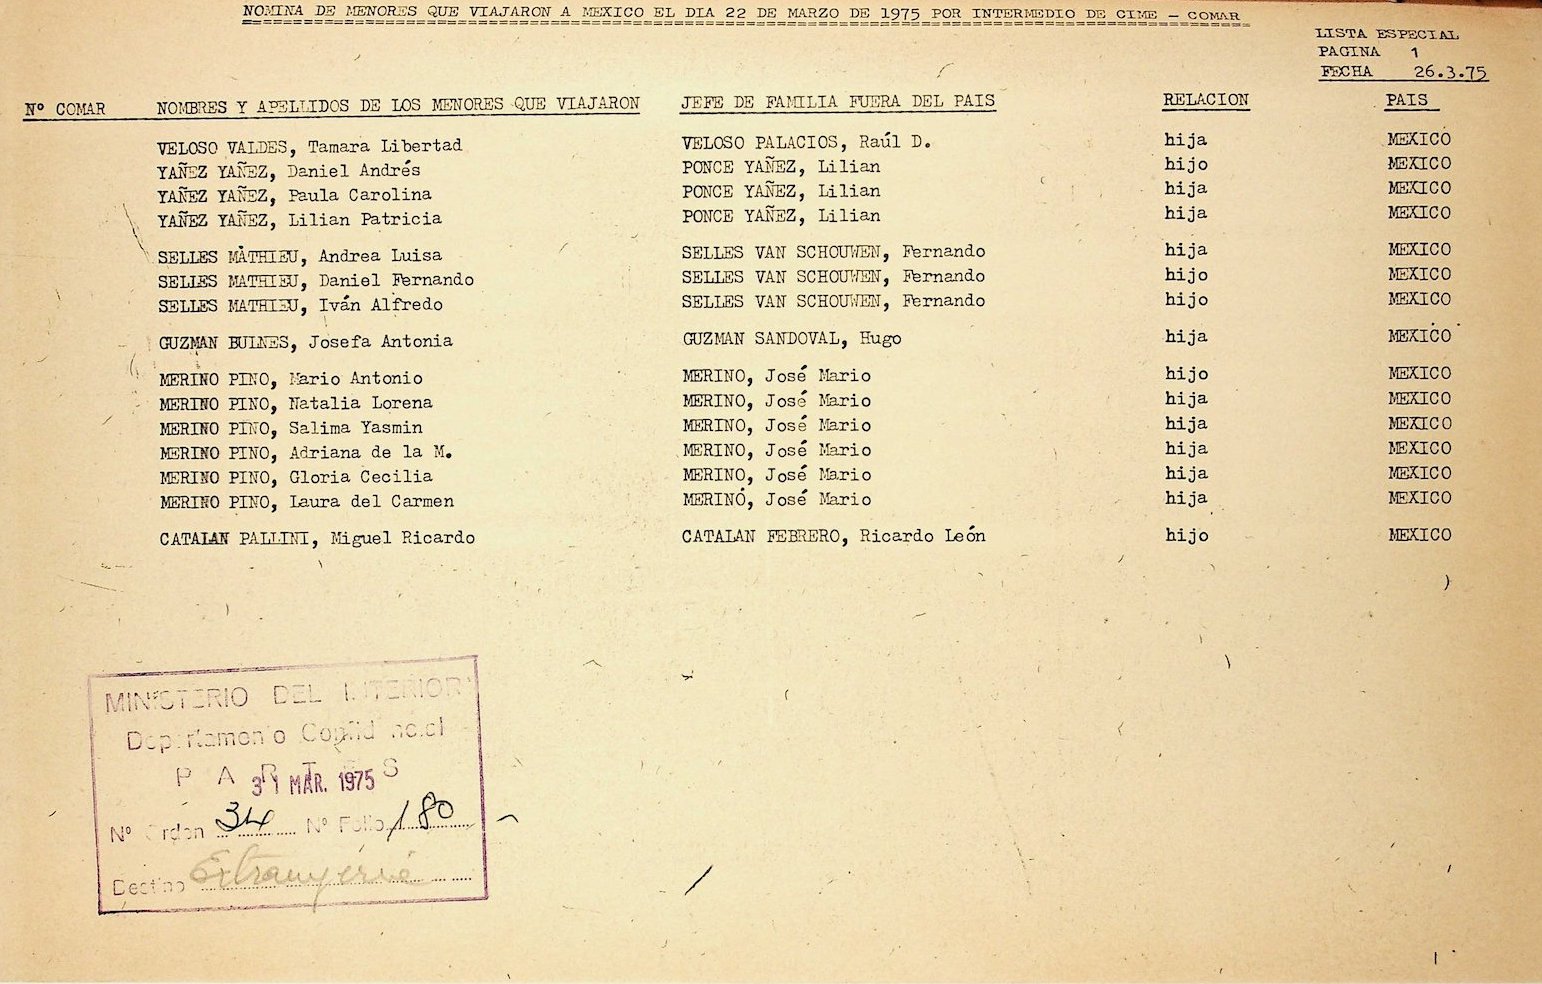 NOMINA DE MENORES QUE VIAJARON A MEXICO EL DIA 22 DE MARZO DE 1975 POR INTERMEDIO DE CIME - COMAR
LISTA ESPECIAL
PAGINA 1
FECHA 26.3.75
Nº COMAR NOMBRES Y APELLIDOS DE LOS MENORES QUE VIAJARON JEFE DE FAMILIA FUERA DEL PAIS RELACION PAIS
VELOSO VALDES, Tamara Libertad VELOSO PALACIOS, Raúl D. hija MEXICO
YAÑEZ YAÑEZ, Daniel Andrés PONCE YAÑEZ, Lilian hijo MEXICO
YAÑEZ YAÑEZ, Paula Carolina PONCE YAÑEZ, Lilian hija MEXICO
YAÑEZ YAÑEZ, Lilian Patricia PONCE YAÑEZ, Lilian hija MEXICO
SELLES MATHIEU, Andrea Luisa SELLES VAN SCHOUWEN, Fernando hija MEXICO
SELLES MATHIEU, Daniel Fernando SELLES VAN SCHOUWEN, Fernando hijo MEXICO
SELLES MATHIEU, Iván Alfredo SELLES VAN SCHOUWEN, Fernando hijo MEXICO
GUZMAN BULNES, Josefa Antonia GUZMAN SANDOVAL, Hugo hija MEXICO
MERINO PINO, Mario Antonio MERINO, José Mario hijo MEXICO
MERINO PINO, Natalia Lorena MERINO, José Mario hija MEXICO
MERINO PINO, Salima Yasmin MERINO, José Mario hija MEXICO
MERINO PINO, Adriana de la M. MERINO, José Mario hija MEXICO
MERINO PINO, Gloria Cecilia MERINO, José Mario hija MEXICO
MERINO PINO, Laura del Carmen MERINO, José Mario hija MEXICO
CATALAN PALLINI, Miguel Ricardo CATALAN FEBRERO, Ricardo León hijo MEXICO
MINISTERIO DEL INTERIOR
Departamento Confidencial
PARTES
31 MAR. 1975
Nº Orden 34 Nº Folio 180
Destino